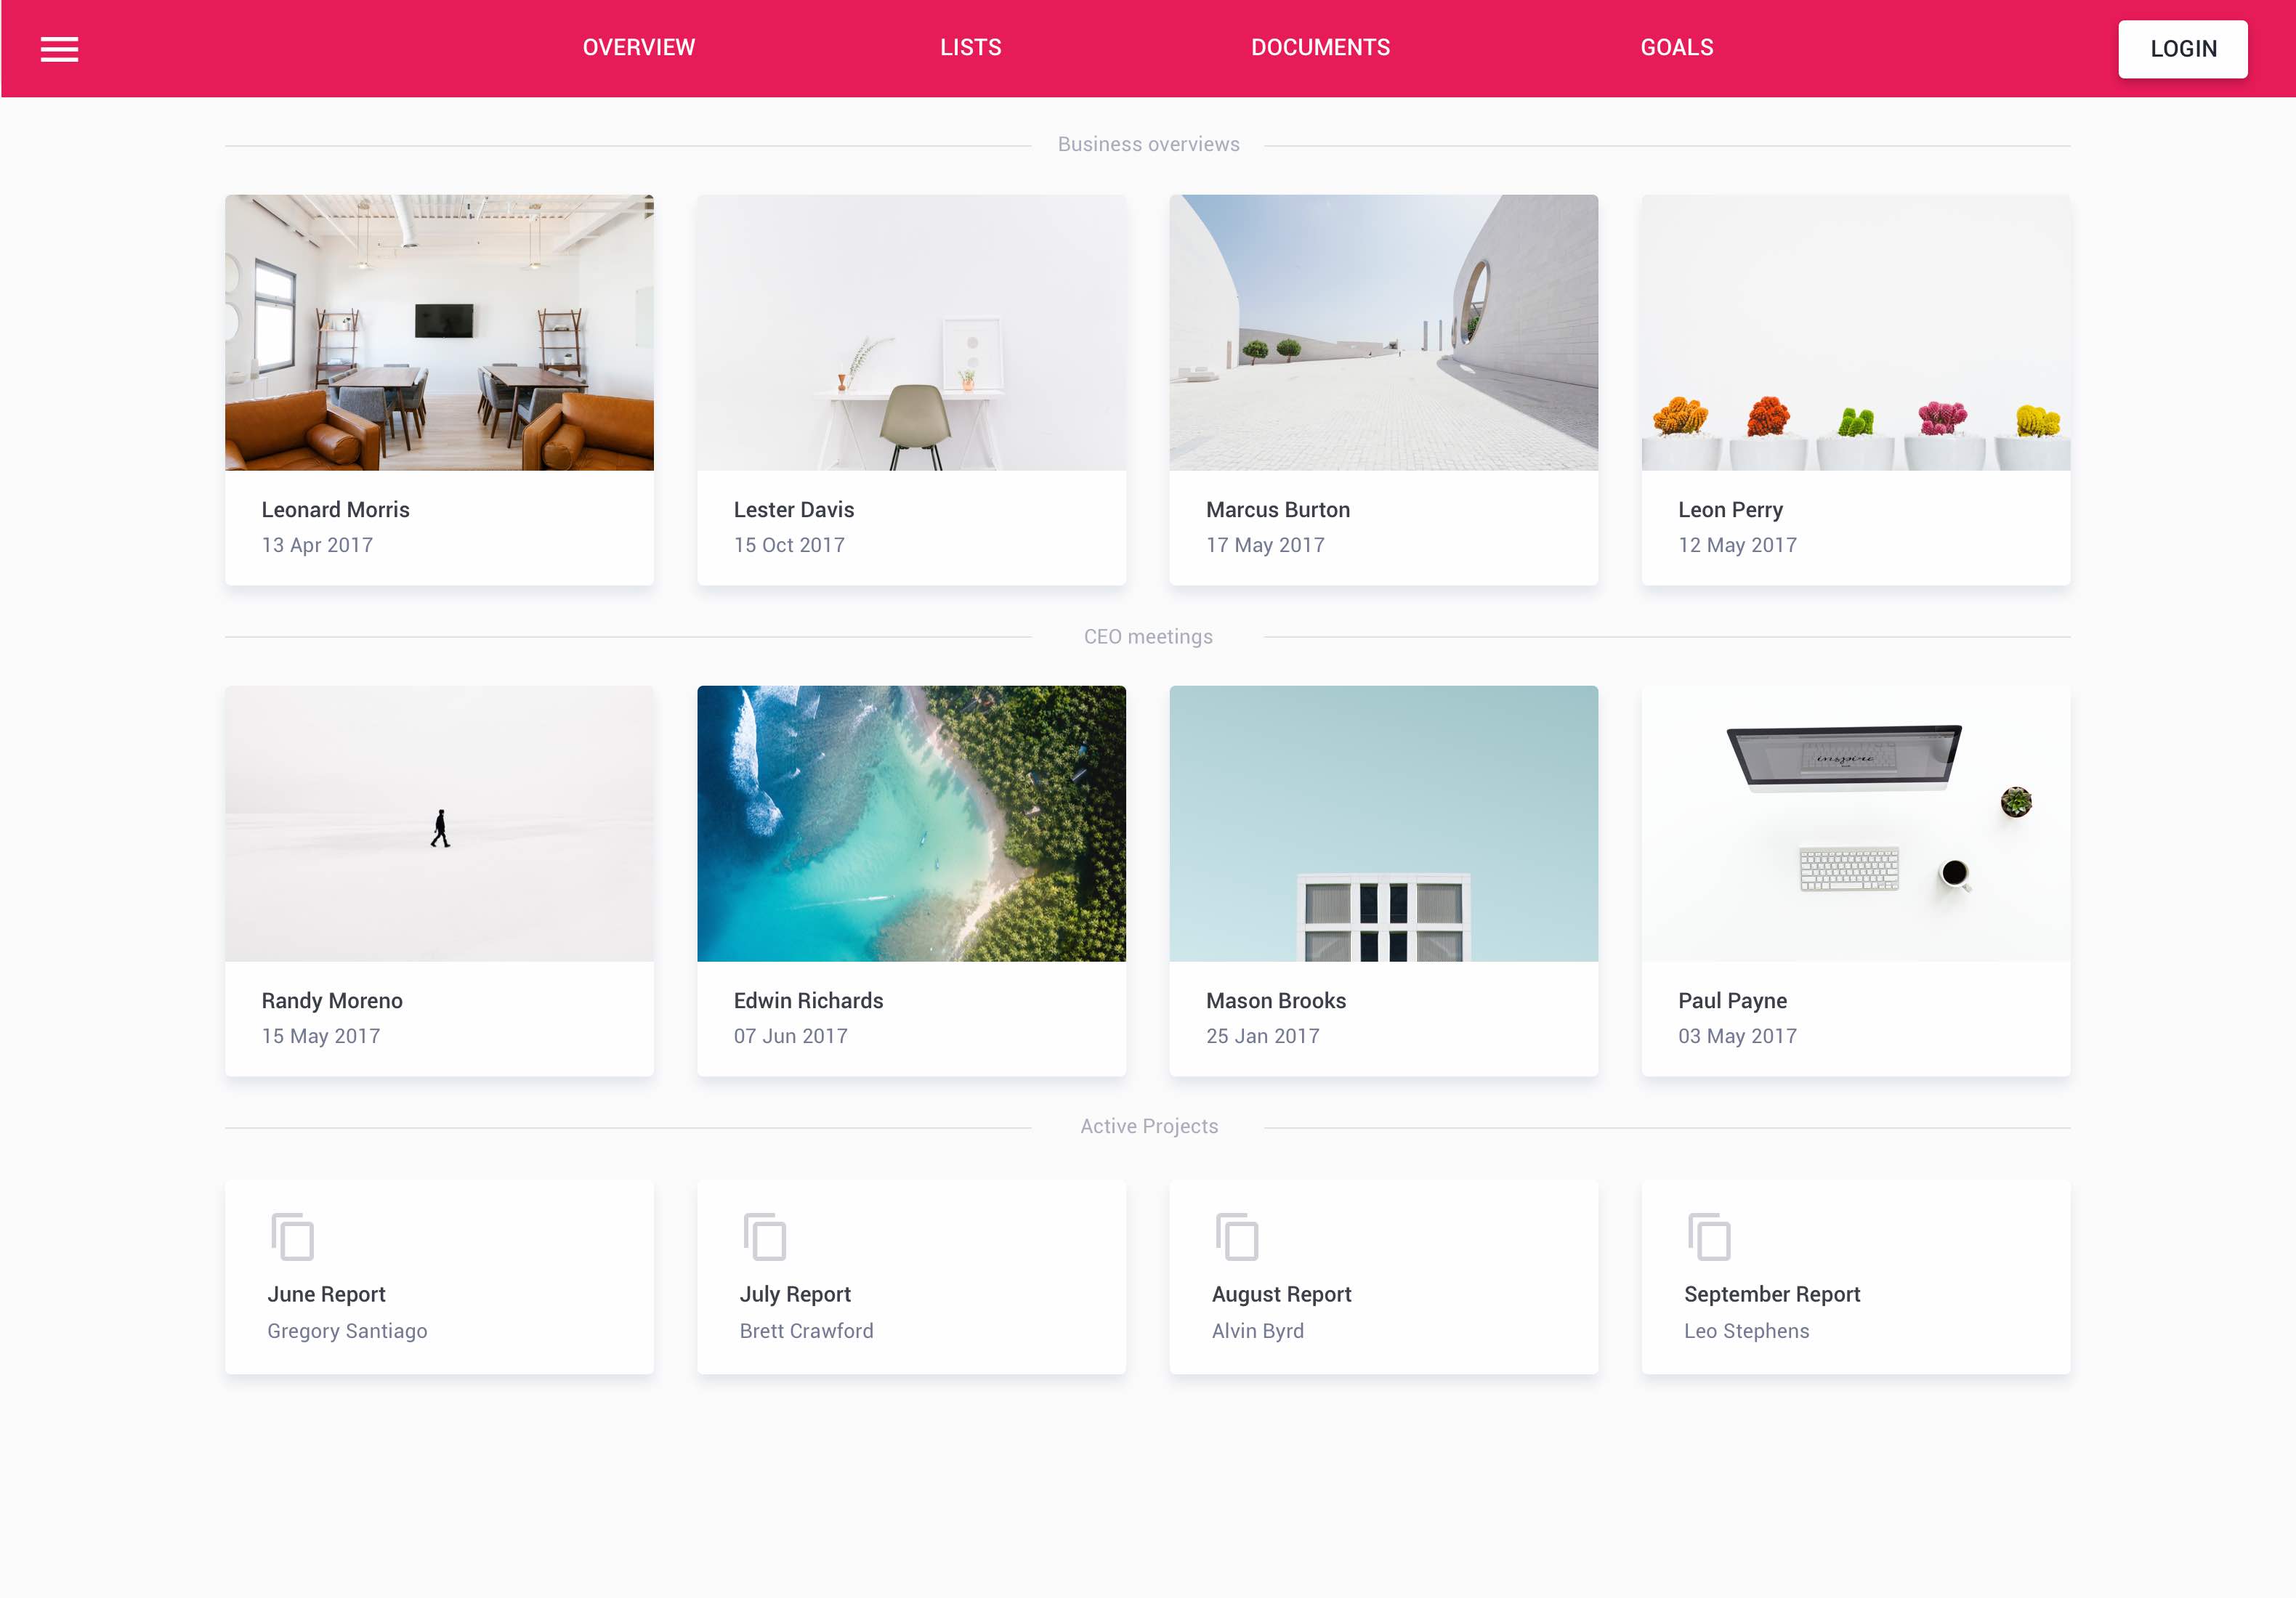 OVERVIEW LISTS DOCUMENTS GOALS LOGIN
Business overviews
Leonard Morris
13 Apr 2017
Lester Davis
15 Oct 2017
Marcus Burton
17 May 2017
Leon Perry
12 May 2017
CEO meetings
inspire
Randy Moreno
15 May 2017
Edwin Richards
07 Jun 2017
Mason Brooks
25 Jan 2017
Paul Payne
03 May 2017
Active Projects
June Report
Gregory Santiago
July Report
Brett Crawford
August Report
Alvin Byrd
September Report
Leo Stephens